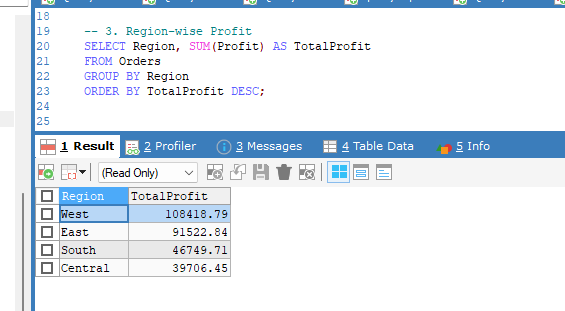 18
19 -- 3. Region-wise Profit
20 SELECT Region, SUM(Profit) AS TotalProfit
21 FROM Orders
22 GROUP BY Region
23 ORDER BY TotalProfit DESC;
24
25
1 Result 2 Profiler 3 Messages 4 Table Data 5 Info
(Read Only)
Region TotalProfit
West 108418.79
East 91522.84
South 46749.71
Central 39706.45